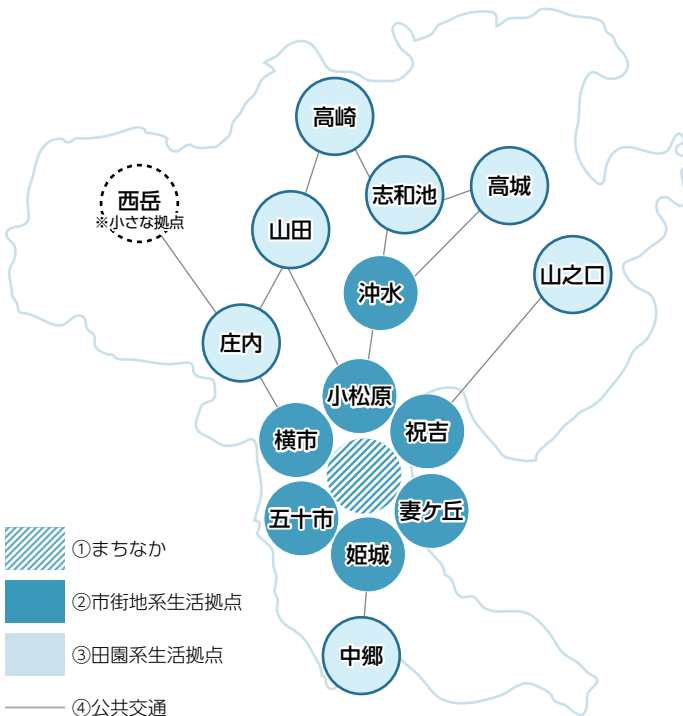 高崎
志和池
高城
西岳
※小さな拠点
山田
山之口
沖水
庄内
小松原
祝吉
横市
妻ケ丘
五十市
姫城
中郷
①まちなか
②市街地系生活拠点
③田園系生活拠点
④公共交通